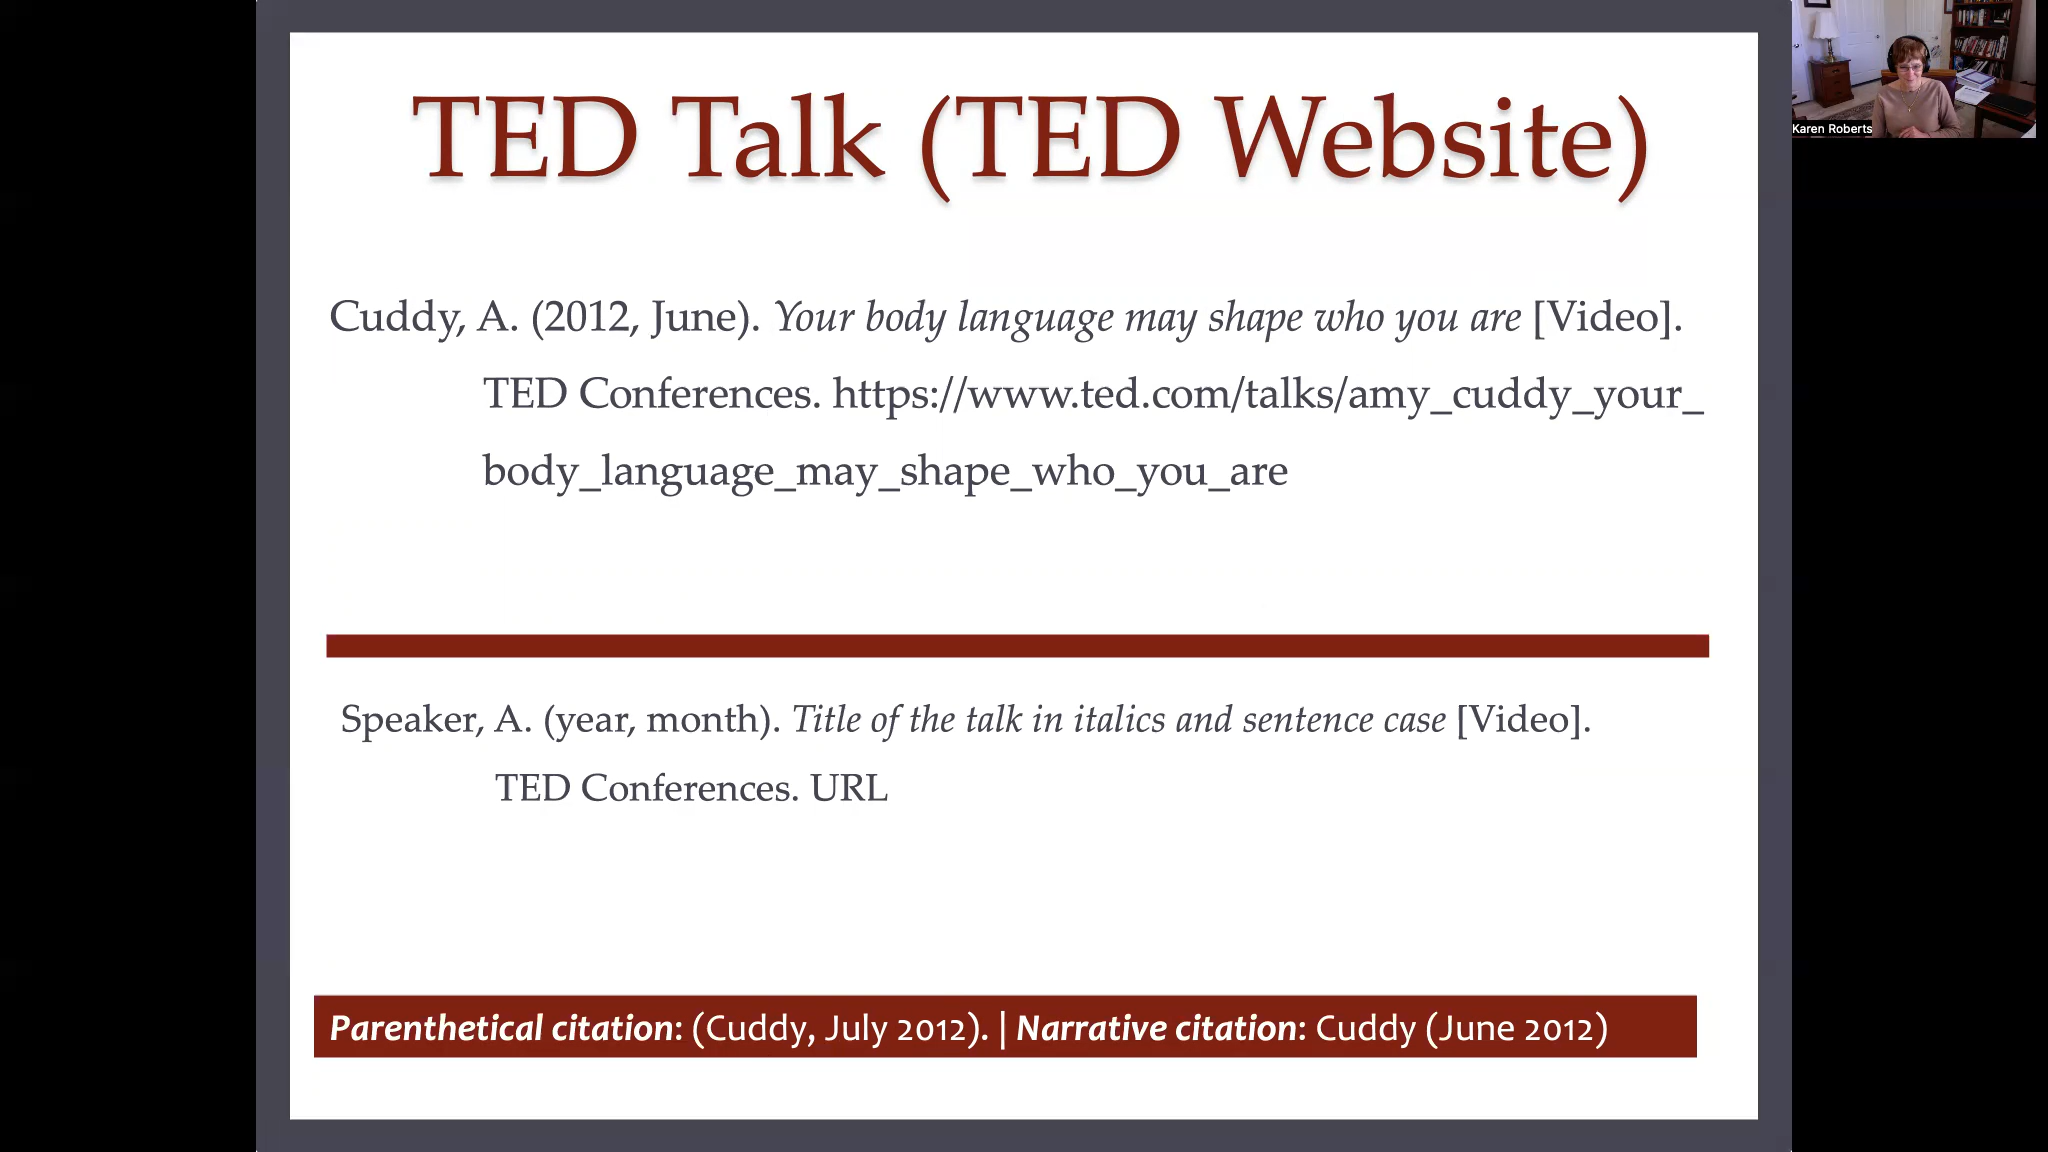 TED Talk (TED Website)
Karen Roberts
Cuddy, A. (2012, June). Your body language may shape who you are [Video].
TED Conferences. https://www.ted.com/talks/amy_cuddy_your_
body_language_may_shape_who_you_are
Speaker, A. (year, month). Title of the talk in italics and sentence case [Video].
TED Conferences. URL
Parenthetical citation: (Cuddy, July 2012). | Narrative citation: Cuddy (June 2012)